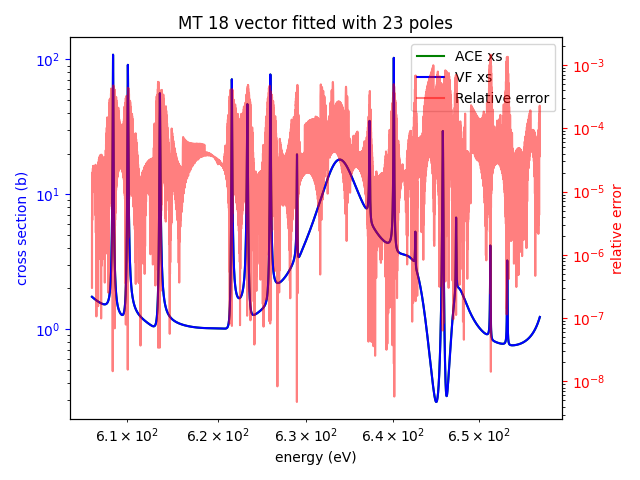 MT 18 vector fitted with 23 poles
ACE xs
VF xs
Relative error
cross section (b)
10²
10¹
10⁰
relative error
10⁻³
10⁻⁴
10⁻⁵
10⁻⁶
10⁻⁷
10⁻⁸
6.1 × 10² 6.2 × 10² 6.3 × 10² 6.4 × 10² 6.5 × 10²
energy (eV)